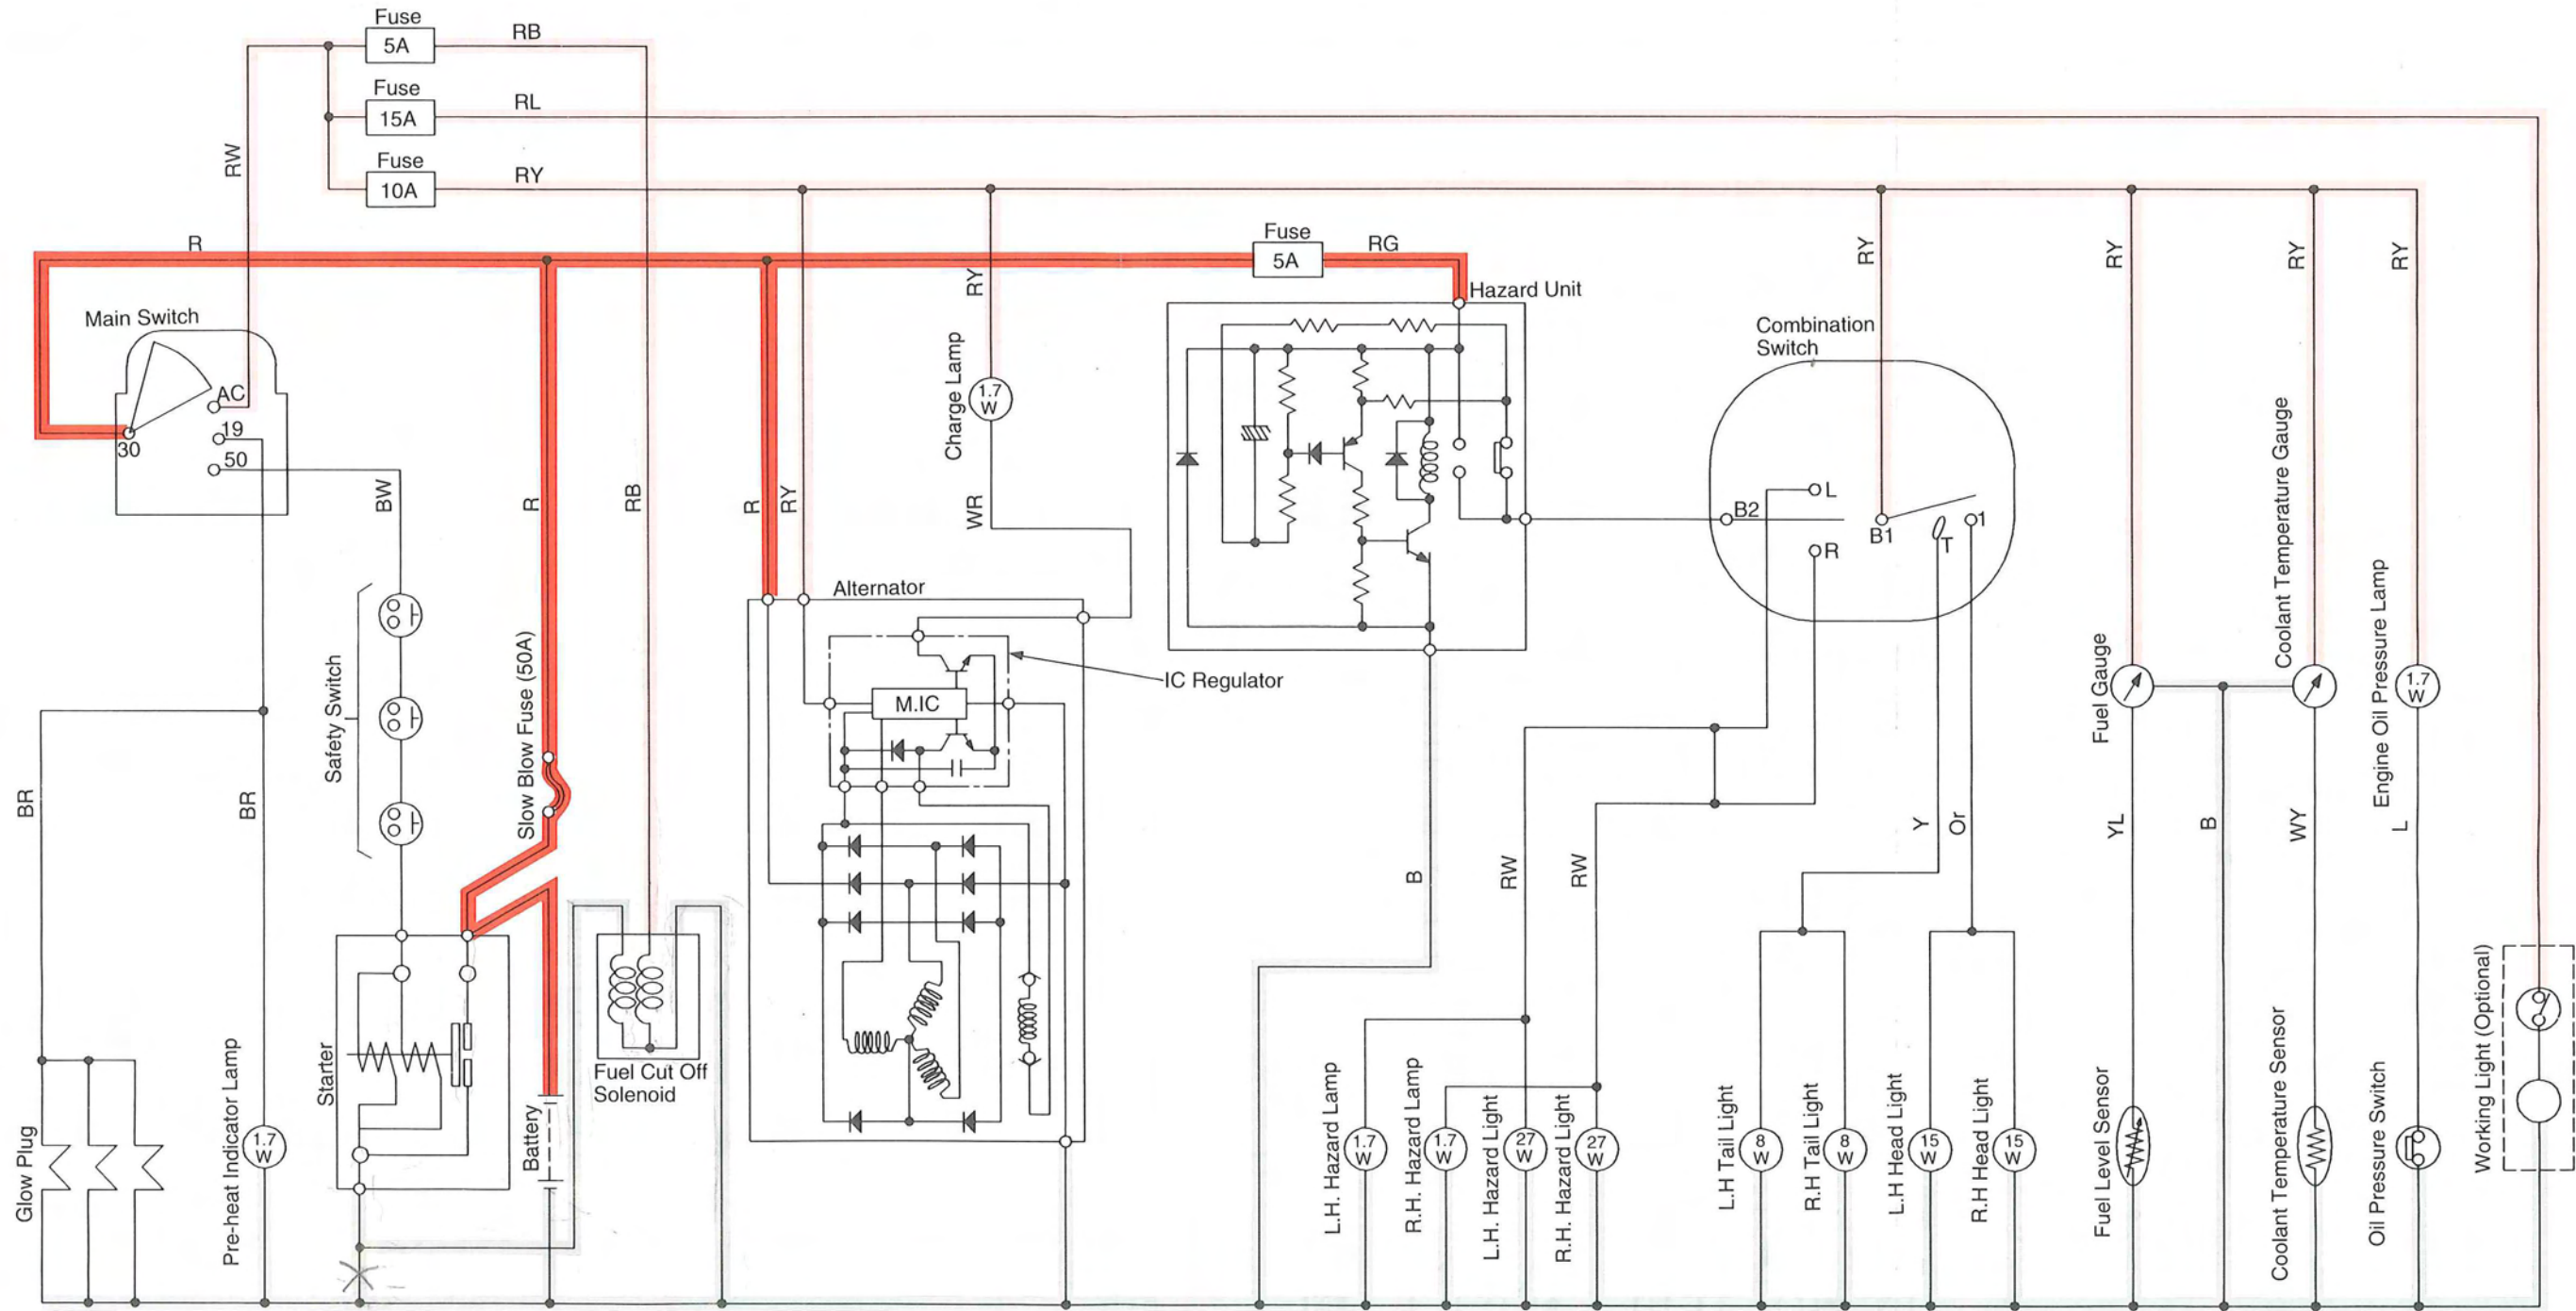 Fuse
5A
RB
Fuse
15A
RL
Fuse
10A
RY
RW
R
Fuse
5A
RG
Hazard Unit
Main Switch
AC
19
50
30
BW
R
RB
R
RY
RY
Charge Lamp
1.7
W
WR
Combination
Switch
RY
B2
L
R
B1
T
1
RY
RY
RY
Alternator
IC Regulator
M.IC
Safety Switch
Slow Blow Fuse (50A)
BR
BR
Fuel Gauge
Coolant Temperature Gauge
Engine Oil Pressure Lamp
1.7
W
B
RW
RW
Y
Or
YL
B
WY
L
Glow Plug
Pre-heat Indicator Lamp
1.7
W
Starter
Battery
Fuel Cut Off
Solenoid
L.H. Hazard Lamp
1.7
W
R.H. Hazard Lamp
1.7
W
L.H. Hazard Light
27
W
R.H. Hazard Light
27
W
L.H Tail Light
8
W
R.H Tail Light
8
W
L.H Head Light
15
W
R.H Head Light
15
W
Fuel Level Sensor
Coolant Temperature Sensor
Oil Pressure Switch
Working Light (Optional)